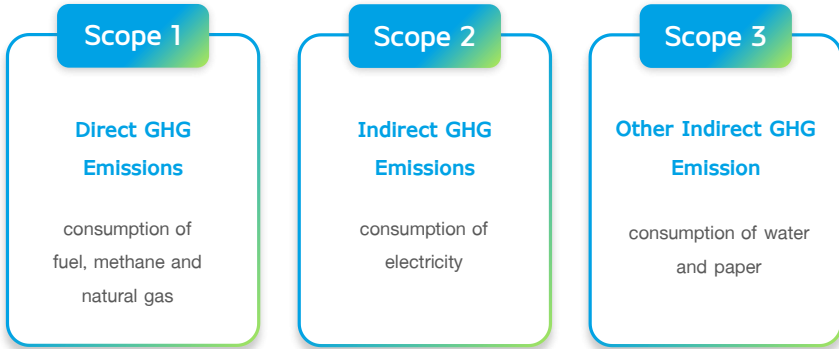 Scope 1
Direct GHG
Emissions
consumption of
fuel, methane and
natural gas
Scope 2
Indirect GHG
Emissions
consumption of
electricity
Scope 3
Other Indirect GHG
Emission
consumption of water
and paper